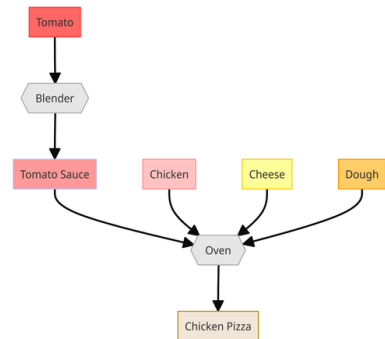 Tomato
Blender
Tomato Sauce
Chicken
Cheese
Dough
Oven
Chicken Pizza